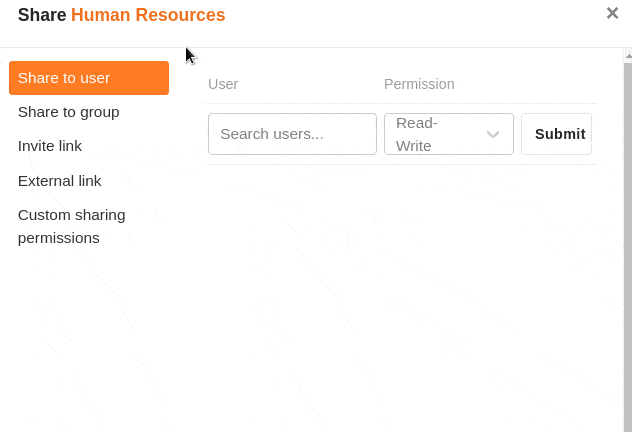 Share Human Resources ×
Share to user
Share to group
Invite link
External link
Custom sharing
permissions
User Permission
Search users...
Read-
Write
Submit